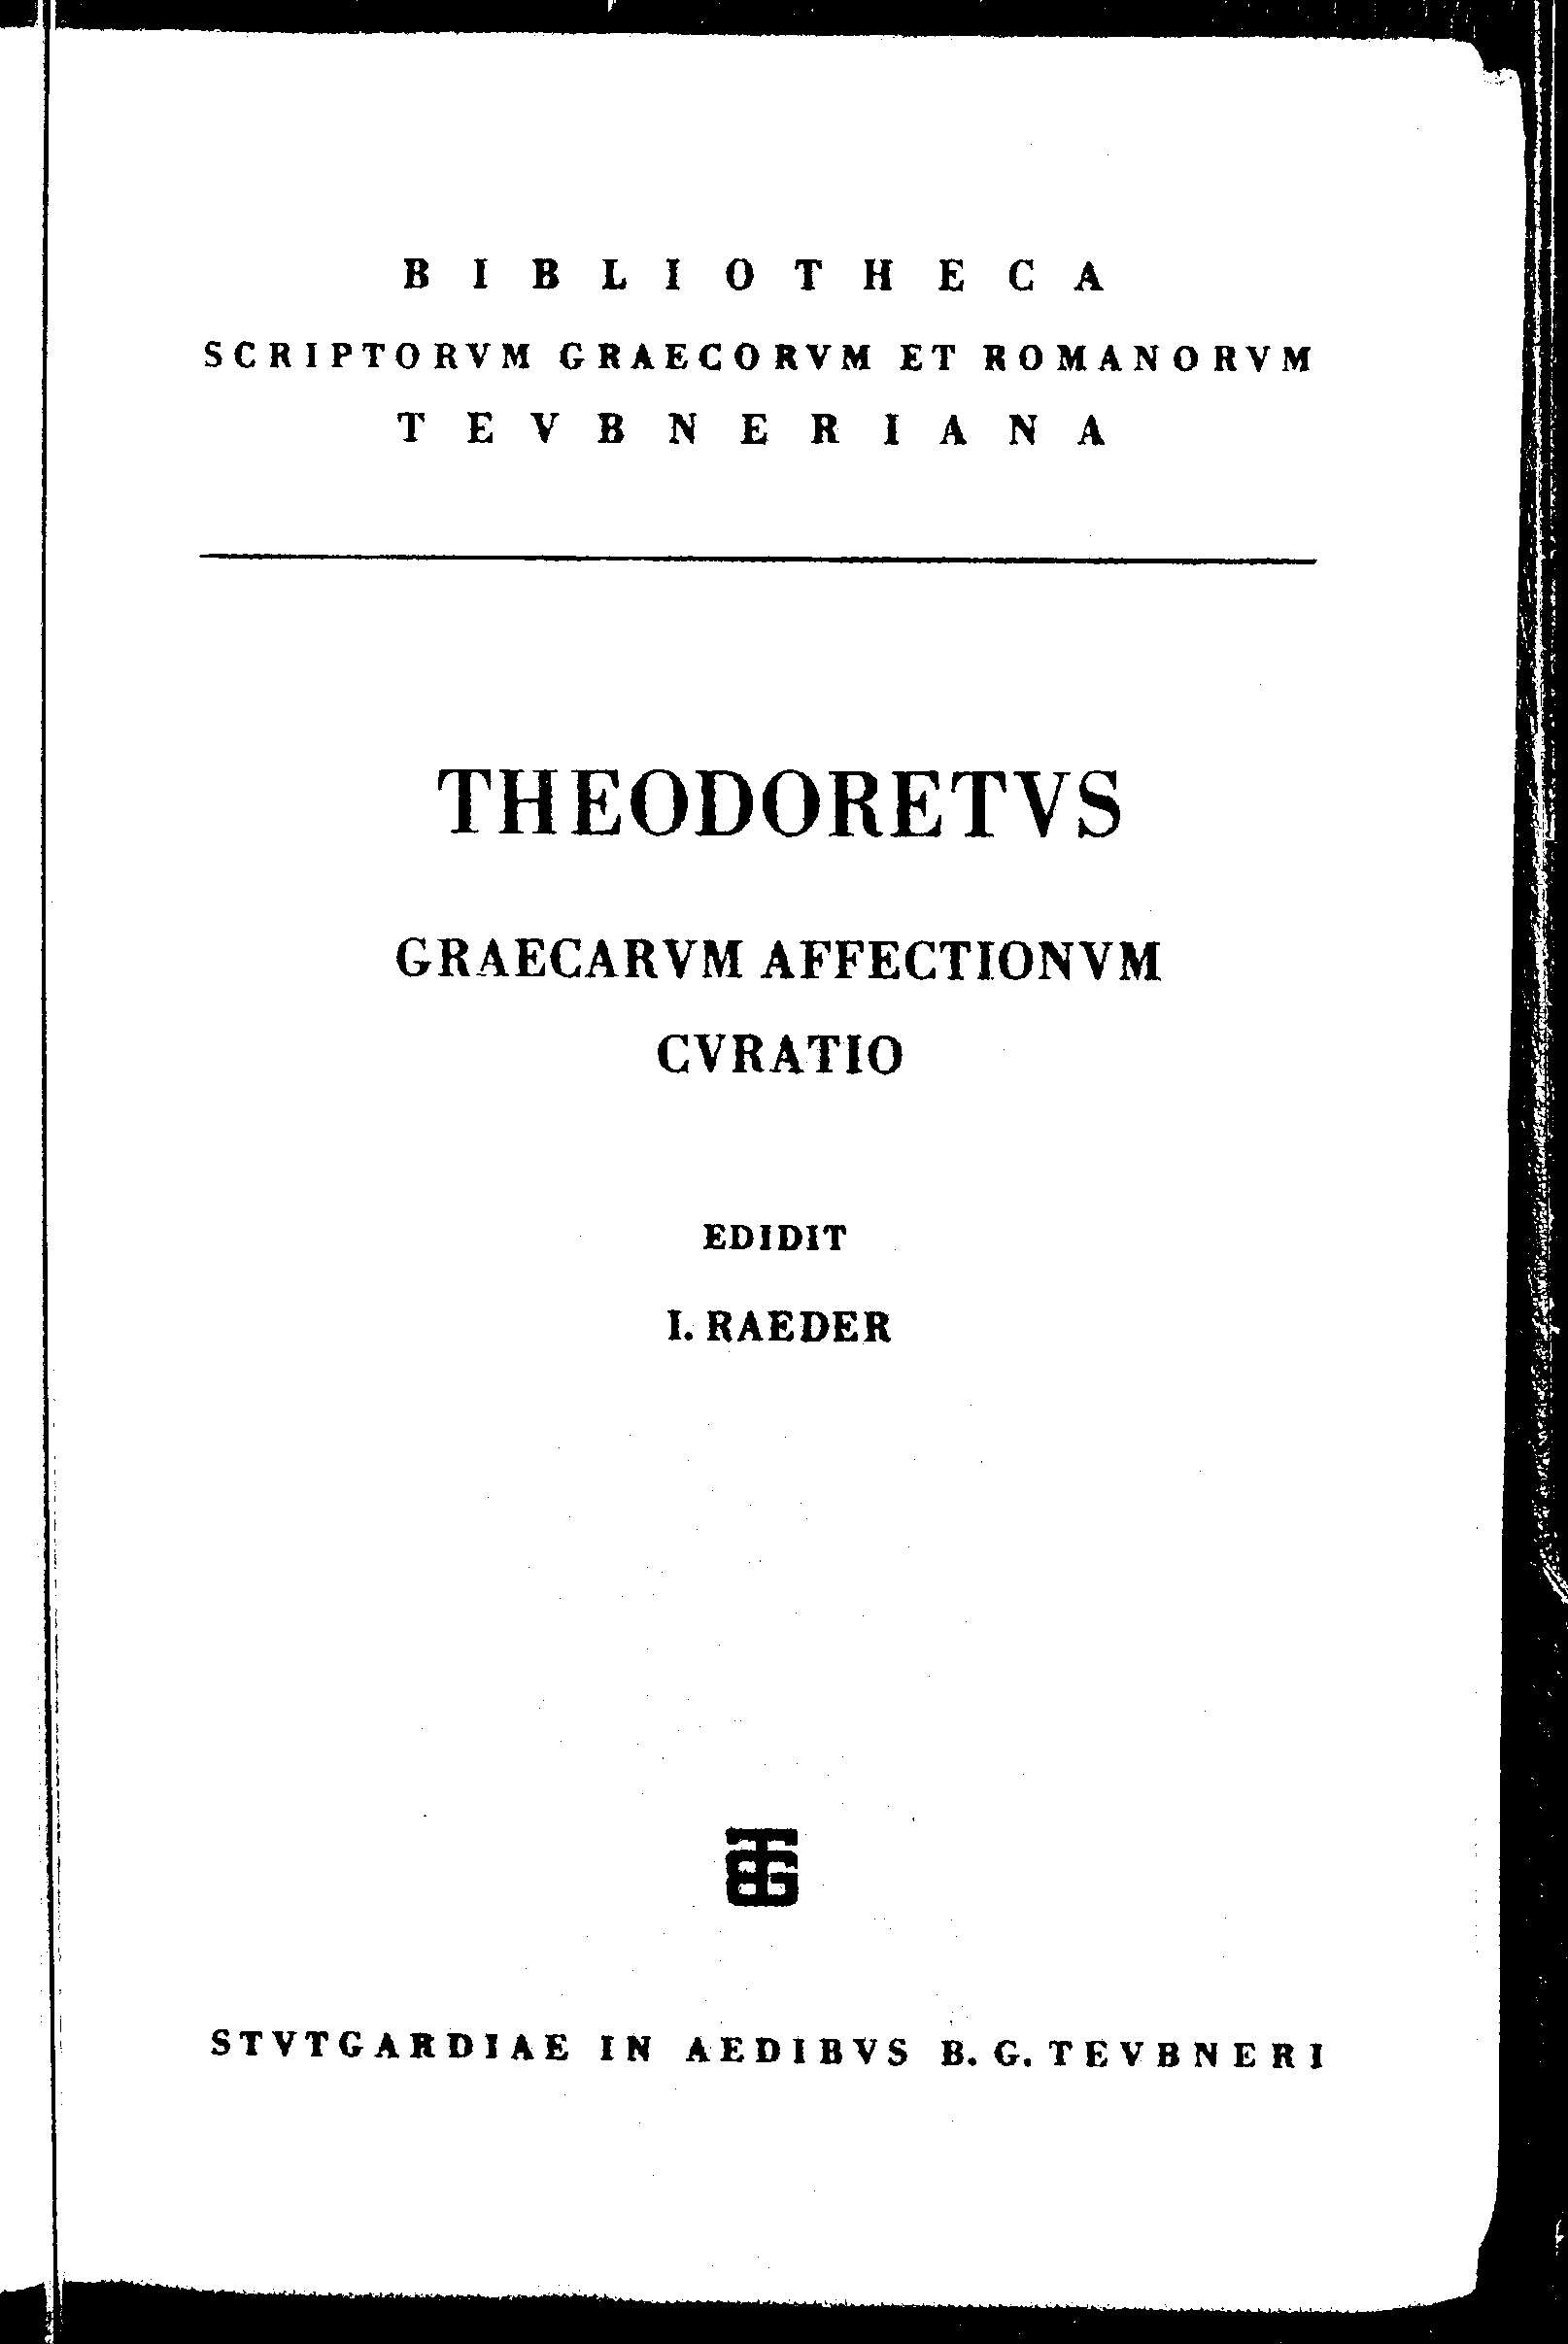 BIBLIOTHECA
SCRIPTORVM GRAECORVM ET ROMANORVM
TEVBNERIANA
THEODORETVS
GRAECARVM AFFECTIONVM
CVRATIO
EDIDIT
I. RAEDER
STVTGARDIAE IN AEDIBVS B. G. TEVBNERI